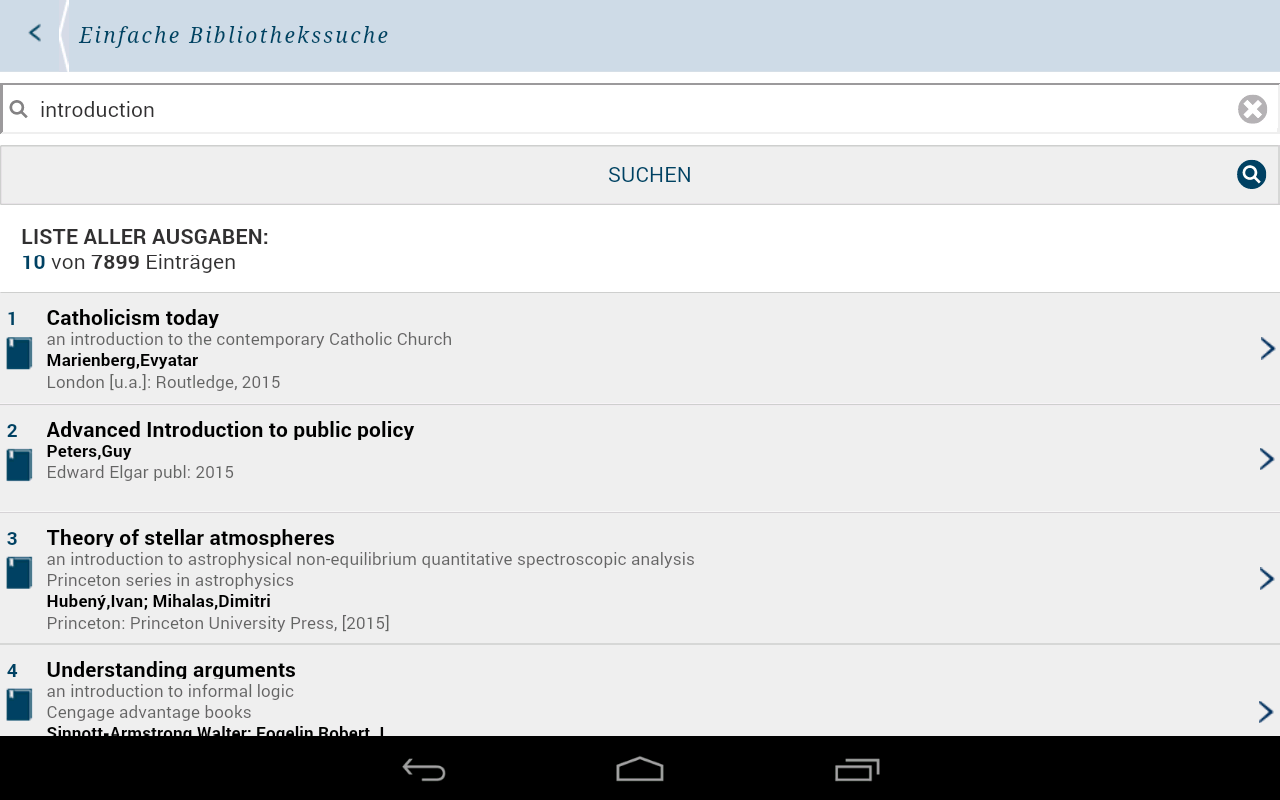 Einfache Bibliothekssuche
introduction
SUCHEN
LISTE ALLER AUSGABEN:
10 von 7899 Einträgen
1 Catholicism today
an introduction to the contemporary Catholic Church
Marienberg,Evyatar
London [u.a.]: Routledge, 2015
2 Advanced Introduction to public policy
Peters,Guy
Edward Elgar publ: 2015
3 Theory of stellar atmospheres
an introduction to astrophysical non-equilibrium quantitative spectroscopic analysis
Princeton series in astrophysics
Hubený,Ivan; Mihalas,Dimitri
Princeton: Princeton University Press, [2015]
4 Understanding arguments
an introduction to informal logic
Cengage advantage books
Sinnott-Armstrong,Walter; Fogelin,Robert J.